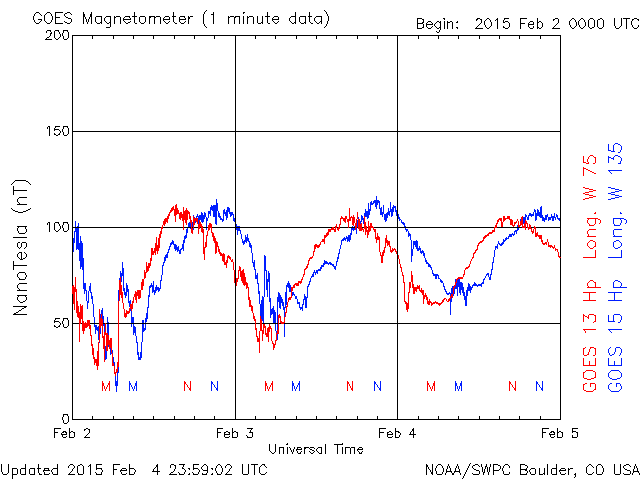 GOES Magnetometer (1 minute data)
Begin: 2015 Feb 2 0000 UTC
200
150
100
50
0
NanoTesla (nT)
M M N N M M N N M M N N
Feb 2 Feb 3 Feb 4 Feb 5
Universal Time
GOES 13 Hp Long. W 75
GOES 15 Hp Long. W 135
Updated 2015 Feb 4 23:59:02 UTC
NOAA/SWPC Boulder, CO USA